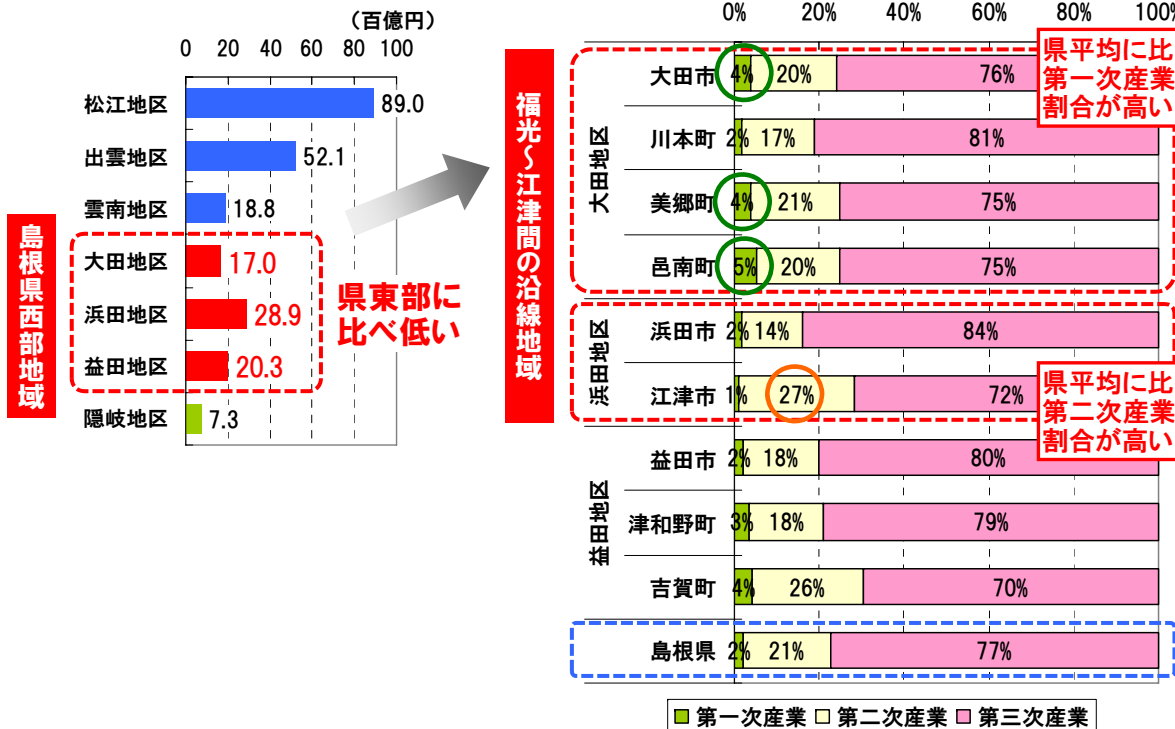 （百億円）
0 20 40 60 80 100
松江地区 89.0
出雲地区 52.1
雲南地区 18.8
大田地区 17.0
浜田地区 28.9
益田地区 20.3
隠岐地区 7.3
島根県西部地域
県東部に
比べ低い
福光～江津間の沿線地域
0% 20% 40% 60% 80% 100%
大田地区
大田市 4% 20% 76%
川本町 2% 17% 81%
美郷町 4% 21% 75%
邑南町 5% 20% 75%
県平均に比
第一次産業
割合が高い
浜田地区
浜田市 2% 14% 84%
江津市 1% 27% 72%
県平均に比
第二次産業
割合が高い
益田地区
益田市 2% 18% 80%
津和野町 3% 18% 79%
吉賀町 4% 26% 70%
島根県 2% 21% 77%
第一次産業 第二次産業 第三次産業